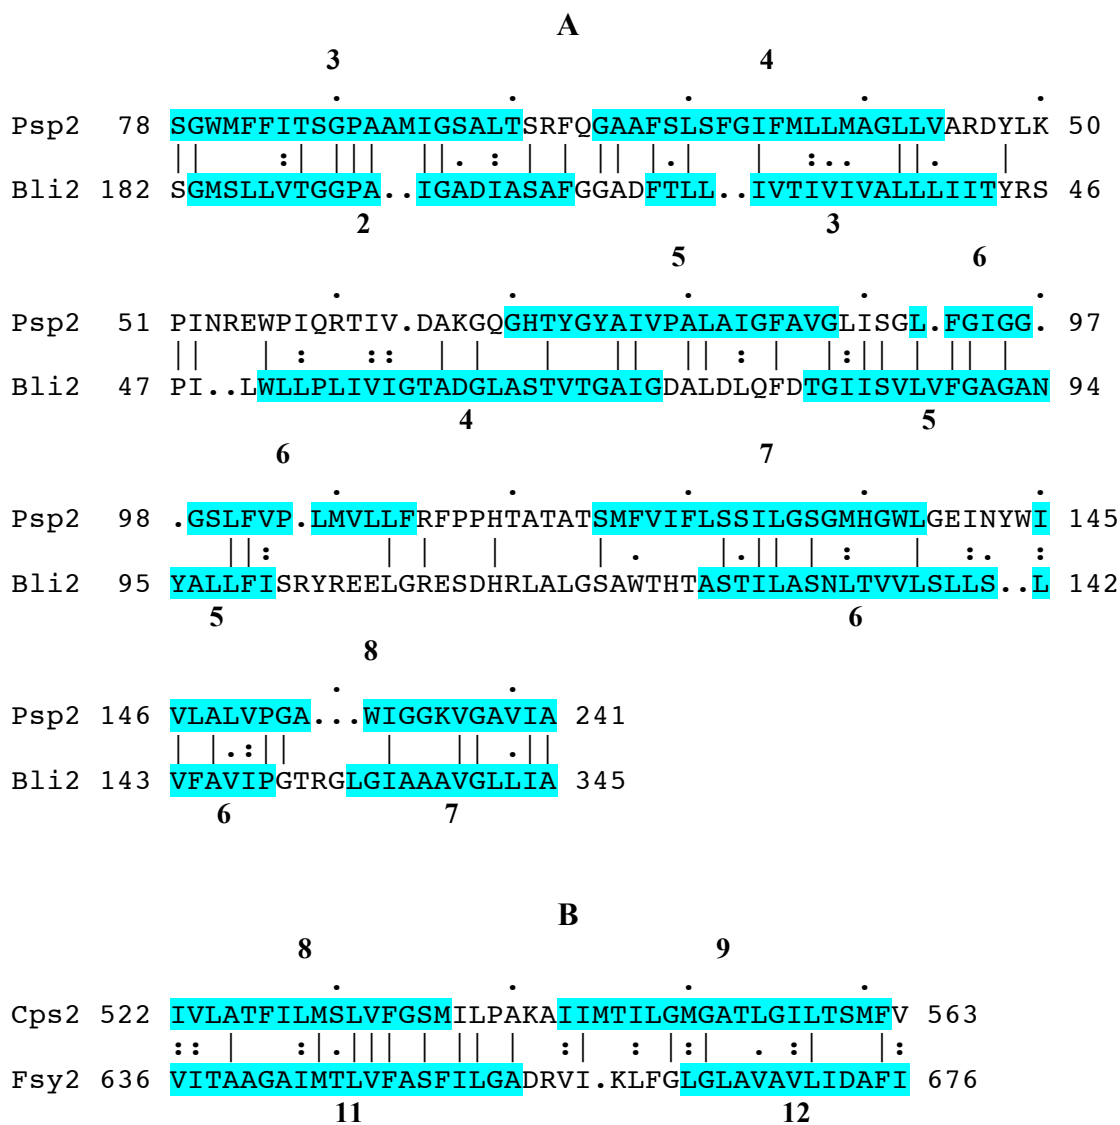 A
3 4
. . . . .
Psp2 78 SGWMFFITSGPAAMIGSALTSRFQGAAFSLSFGIFMLLMAGLLVARDYLK 50
||    :| |||  ||. : | | || |.|   |  :..  ||.   |
Bli2 182 SGMSLLVTGGPA..IGADIASAFGGADFTLL..IVTIVIVALLLIITYRS 46
2 3
5 6
. . . . .
Psp2 51 PINREWPIQRTIV.DAKGQGHTYGYAIVPALAIGFAVGLISGL.FGIGG. 97
||   | :   ::  | |   |   ||  || : |  |:|| | || |
Bli2 47 PI..LWLLPLIVIGTADGLASTVTGAIGDALDLQFDTGIISVLVFGAGAN 94
4 5
6 7
. . . . .
Psp2 98 .GSLFVP.LMVLLFRFPPHTATATSMFVIFLSSILGSGMHGWLGEINYWI 145
||:      | |   |     | .    |.|| | :   |  :.  :
Bli2 95 YALLFISRYREELGRESDHRLALGSAWTHTASTILASNLTVVLSLLS..L 142
5 6
8
. .
Psp2 146 VLALVPGA...WIGGKVGAVIA 241
| |.:||     |   || .||
Bli2 143 VFAVIPGTRGLGIAAAVGLLIA 345
6 7
B
8 9
. . . .
Cps2 522 IVLATFILMSLVFGSMILPAKAIIMTILGMGATLGILTSMFV 563
:: |   :|.||| | || |  :|  : |:|  . :|   |:
Fsy2 636 VITAAGAIMTLVFASFILGADRVI.KLFGLGLAVAVLIDAFI 676
11 12